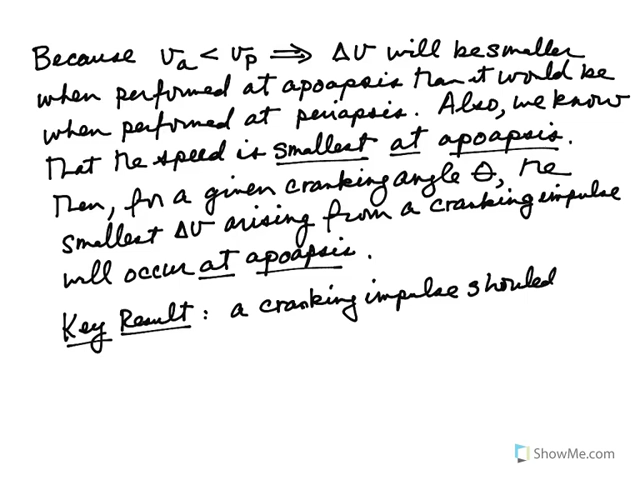 Because Va < Vp ⟹ ΔV will be smaller
when performed at apoapsis than it would be
when performed at periapsis. Also, we know
that the speed is smallest at apoapsis.
Then, for a given cranking angle θ, the
smallest ΔV arising from a cranking impulse
will occur at apoapsis.
Key Result: a cranking impulse should
ShowMe.com